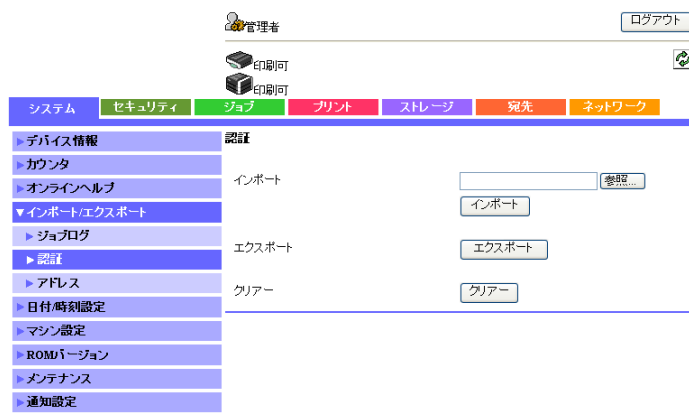 管理者
ログアウト
印刷可
印刷可
システム
セキュリティ
ジョブ
プリント
ストレージ
宛先
ネットワーク
デバイス情報
カウンタ
オンラインヘルプ
インポート/エクスポート
ジョブログ
認証
アドレス
日付/時刻設定
マシン設定
ROMバージョン
メンテナンス
通知設定
認証
インポート
参照...
インポート
エクスポート
エクスポート
クリアー
クリアー